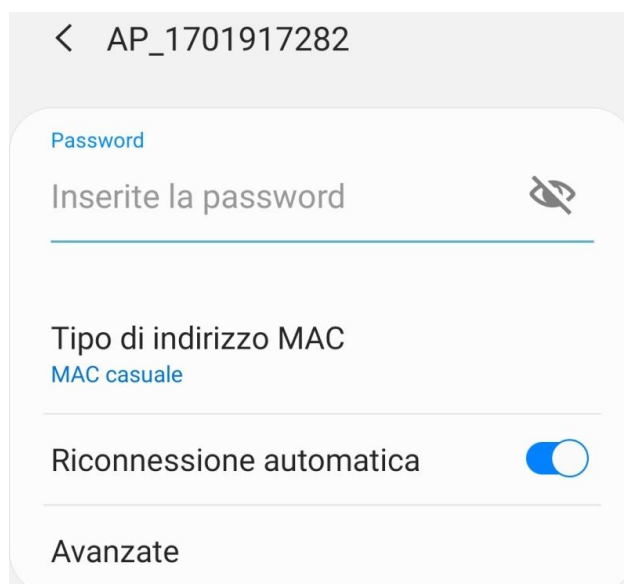 AP_1701917282
Password
Inserite la password
Tipo di indirizzo MAC
MAC casuale
Riconnessione automatica
Avanzate